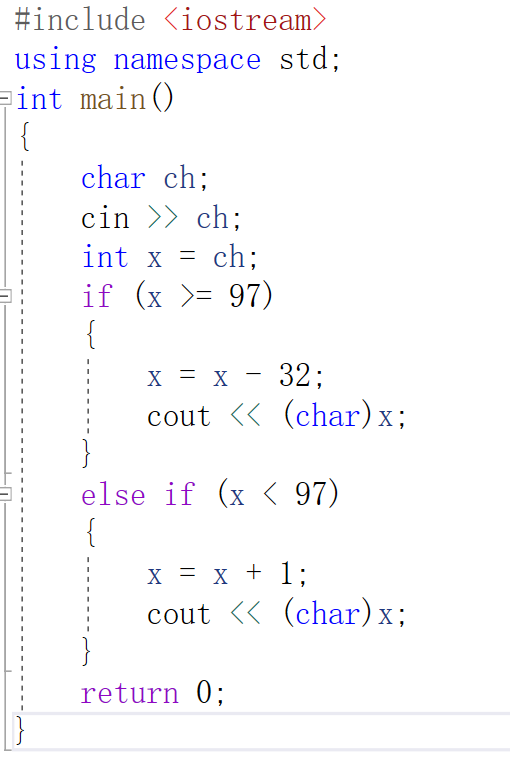 #include <iostream>
using namespace std;
int main()
{
    char ch;
    cin >> ch;
    int x = ch;
    if (x >= 97)
    {
        x = x - 32;
        cout << (char)x;
    }
    else if (x < 97)
    {
        x = x + 1;
        cout << (char)x;
    }
    return 0;
}